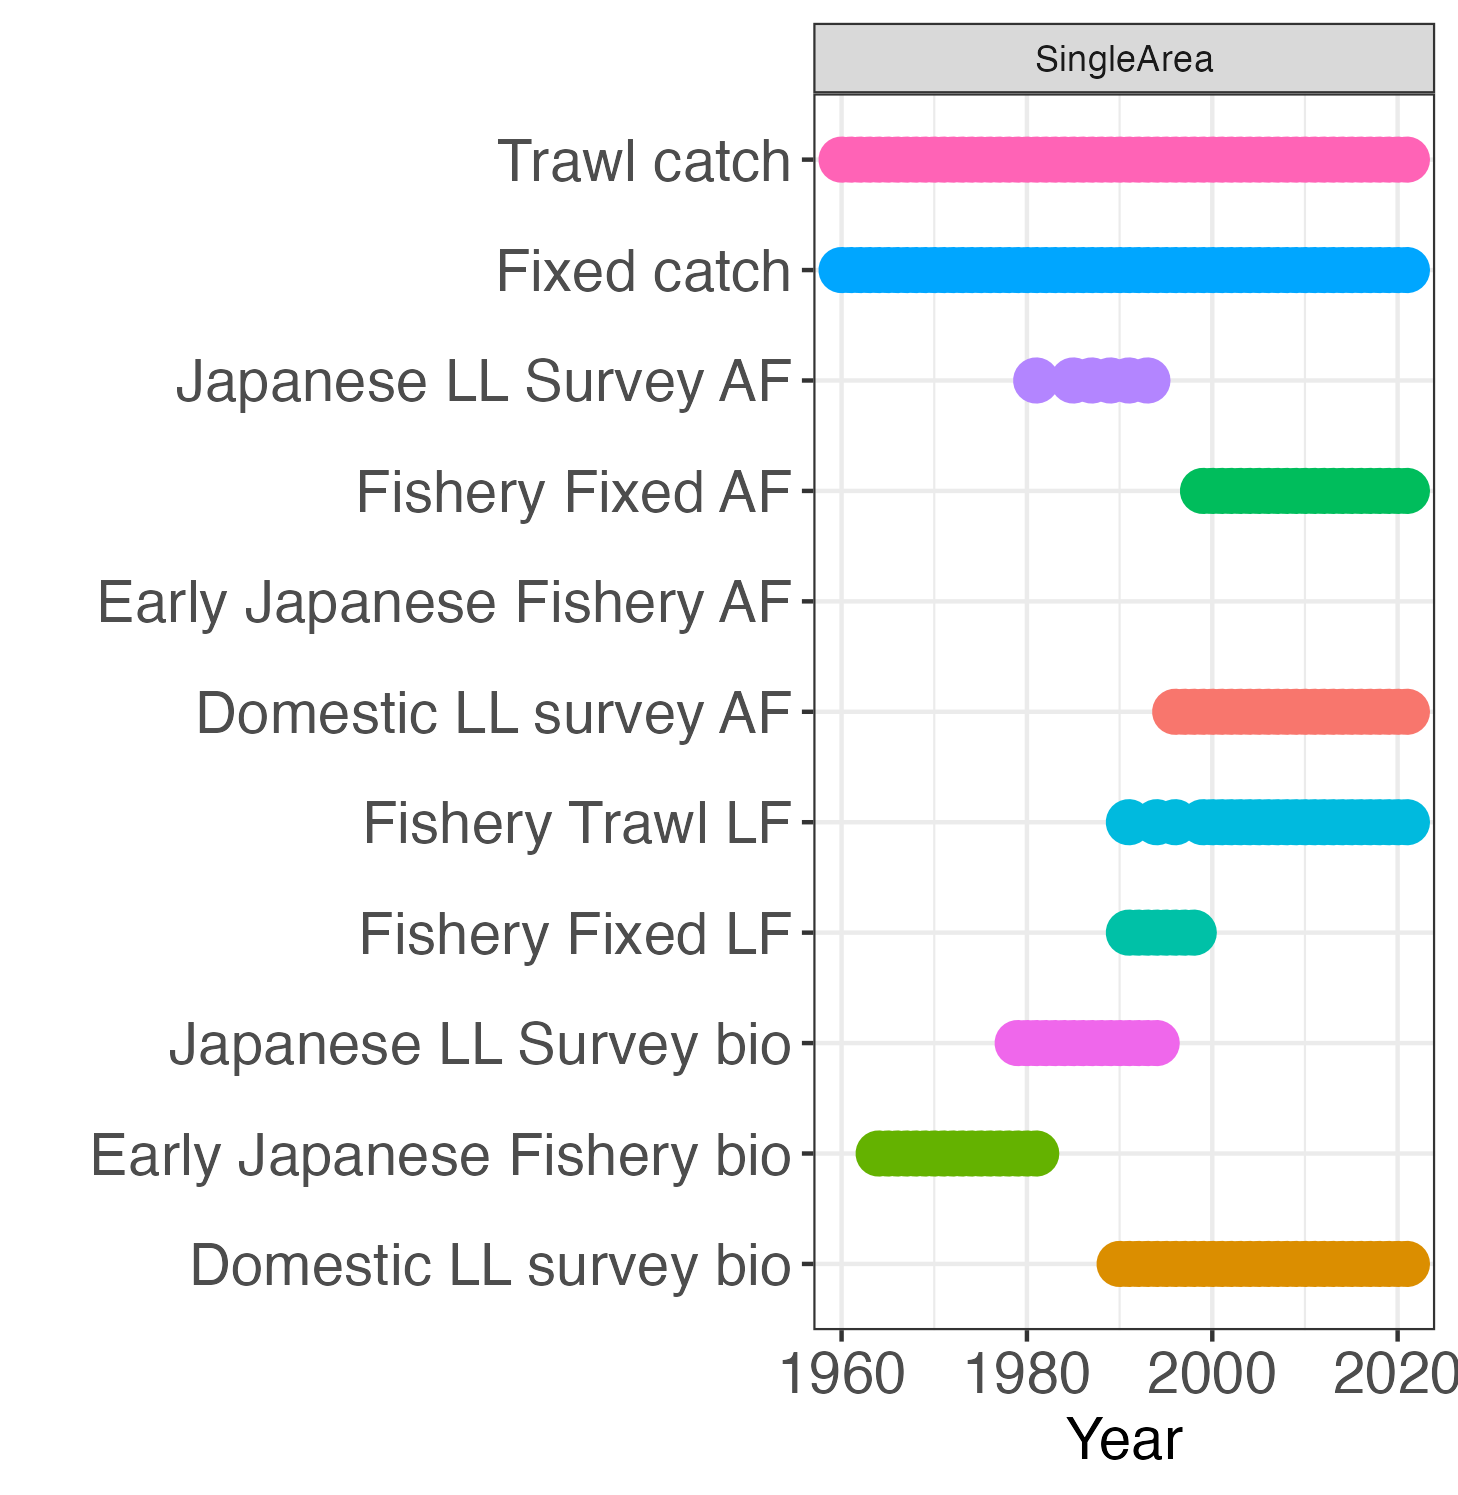 SingleArea
Trawl catch
Fixed catch
Japanese LL Survey AF
Fishery Fixed AF
Early Japanese Fishery AF
Domestic LL survey AF
Fishery Trawl LF
Fishery Fixed LF
Japanese LL Survey bio
Early Japanese Fishery bio
Domestic LL survey bio
1960 1980 2000 2020
Year